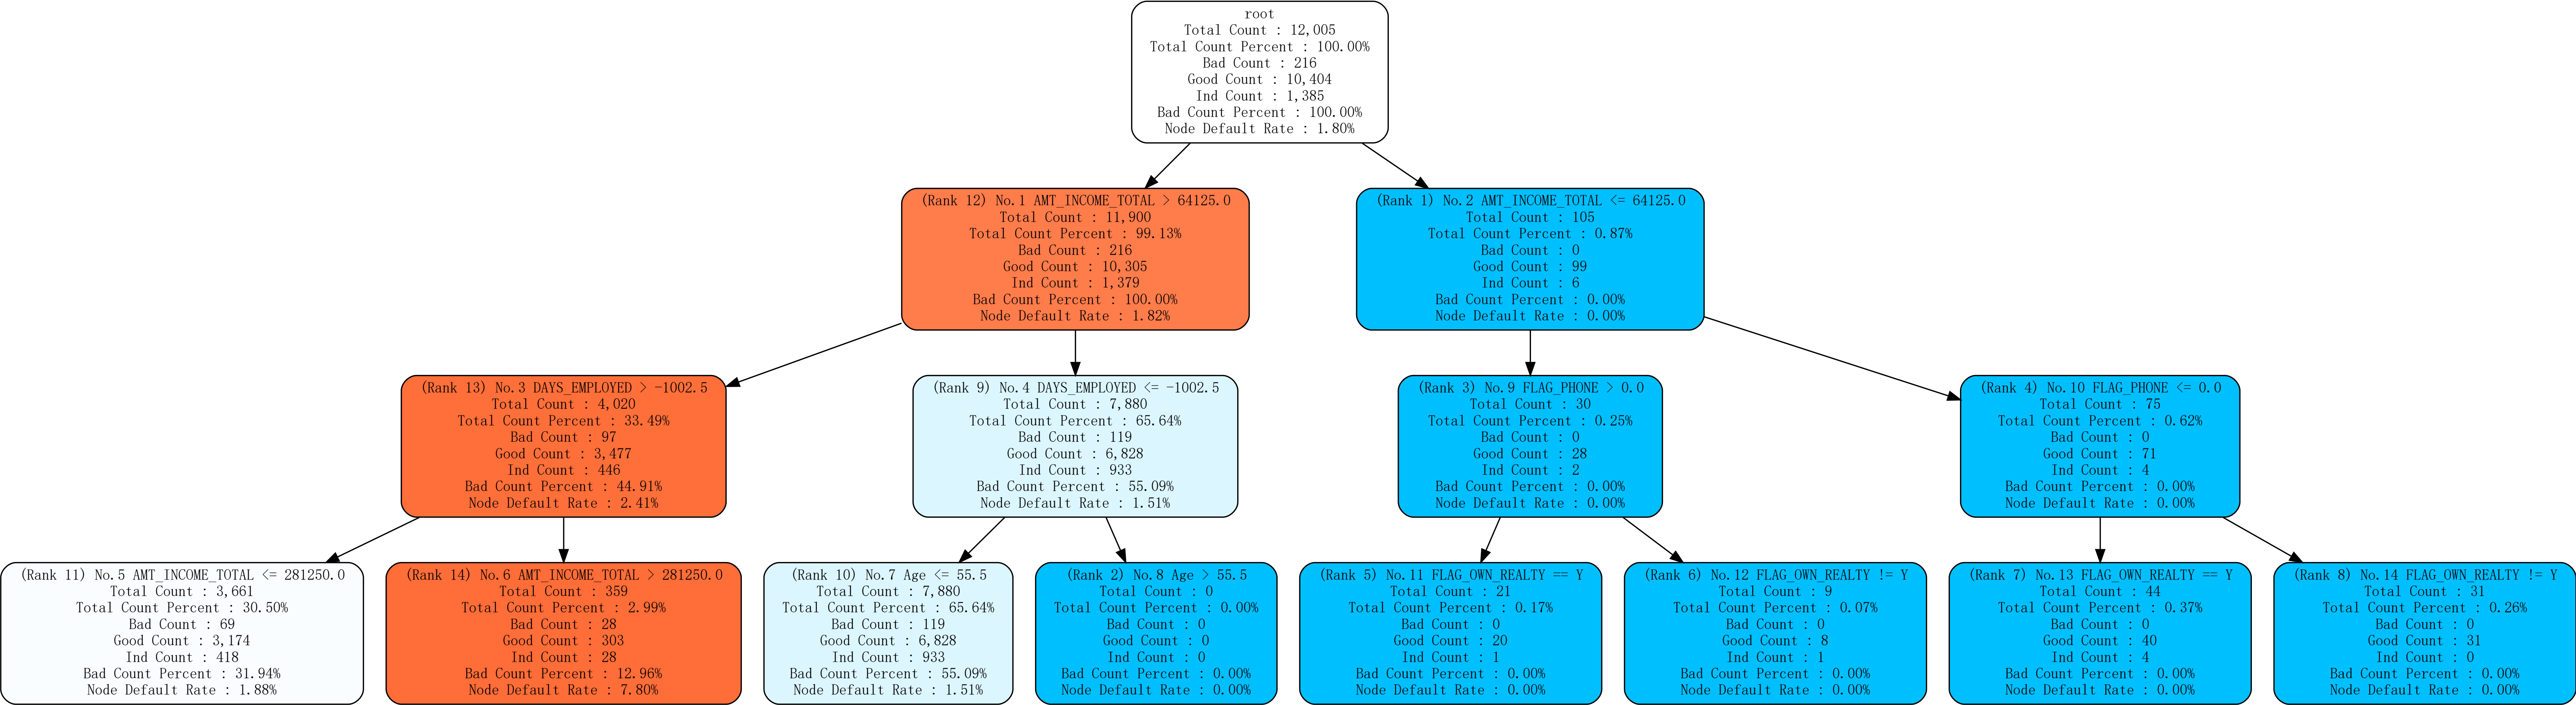 root
Total Count : 12,005
Total Count Percent : 100.00%
Bad Count : 216
Good Count : 10,404
Ind Count : 1,385
Bad Count Percent : 100.00%
Node Default Rate : 1.80%
(Rank 12) No.1 AMT_INCOME_TOTAL > 64125.0
Total Count : 11,900
Total Count Percent : 99.13%
Bad Count : 216
Good Count : 10,305
Ind Count : 1,379
Bad Count Percent : 100.00%
Node Default Rate : 1.82%
(Rank 1) No.2 AMT_INCOME_TOTAL <= 64125.0
Total Count : 105
Total Count Percent : 0.87%
Bad Count : 0
Good Count : 99
Ind Count : 6
Bad Count Percent : 0.00%
Node Default Rate : 0.00%
(Rank 13) No.3 DAYS_EMPLOYED > -1002.5
Total Count : 4,020
Total Count Percent : 33.49%
Bad Count : 97
Good Count : 3,477
Ind Count : 446
Bad Count Percent : 44.91%
Node Default Rate : 2.41%
(Rank 9) No.4 DAYS_EMPLOYED <= -1002.5
Total Count : 7,880
Total Count Percent : 65.64%
Bad Count : 119
Good Count : 6,828
Ind Count : 933
Bad Count Percent : 55.09%
Node Default Rate : 1.51%
(Rank 3) No.9 FLAG_PHONE > 0.0
Total Count : 30
Total Count Percent : 0.25%
Bad Count : 0
Good Count : 28
Ind Count : 2
Bad Count Percent : 0.00%
Node Default Rate : 0.00%
(Rank 4) No.10 FLAG_PHONE <= 0.0
Total Count : 75
Total Count Percent : 0.62%
Bad Count : 0
Good Count : 71
Ind Count : 4
Bad Count Percent : 0.00%
Node Default Rate : 0.00%
(Rank 11) No.5 AMT_INCOME_TOTAL <= 281250.0
Total Count : 3,661
Total Count Percent : 30.50%
Bad Count : 69
Good Count : 3,174
Ind Count : 418
Bad Count Percent : 31.94%
Node Default Rate : 1.88%
(Rank 14) No.6 AMT_INCOME_TOTAL > 281250.0
Total Count : 359
Total Count Percent : 2.99%
Bad Count : 28
Good Count : 303
Ind Count : 28
Bad Count Percent : 12.96%
Node Default Rate : 7.80%
(Rank 10) No.7 Age <= 55.5
Total Count : 7,880
Total Count Percent : 65.64%
Bad Count : 119
Good Count : 6,828
Ind Count : 933
Bad Count Percent : 55.09%
Node Default Rate : 1.51%
(Rank 2) No.8 Age > 55.5
Total Count : 0
Total Count Percent : 0.00%
Bad Count : 0
Good Count : 0
Ind Count : 0
Bad Count Percent : 0.00%
Node Default Rate : 0.00%
(Rank 5) No.11 FLAG_OWN_REALTY == Y
Total Count : 21
Total Count Percent : 0.17%
Bad Count : 0
Good Count : 20
Ind Count : 1
Bad Count Percent : 0.00%
Node Default Rate : 0.00%
(Rank 6) No.12 FLAG_OWN_REALTY != Y
Total Count : 9
Total Count Percent : 0.07%
Bad Count : 0
Good Count : 8
Ind Count : 1
Bad Count Percent : 0.00%
Node Default Rate : 0.00%
(Rank 7) No.13 FLAG_OWN_REALTY == Y
Total Count : 44
Total Count Percent : 0.37%
Bad Count : 0
Good Count : 40
Ind Count : 4
Bad Count Percent : 0.00%
Node Default Rate : 0.00%
(Rank 8) No.14 FLAG_OWN_REALTY != Y
Total Count : 31
Total Count Percent : 0.26%
Bad Count : 0
Good Count : 31
Ind Count : 0
Bad Count Percent : 0.00%
Node Default Rate : 0.00%